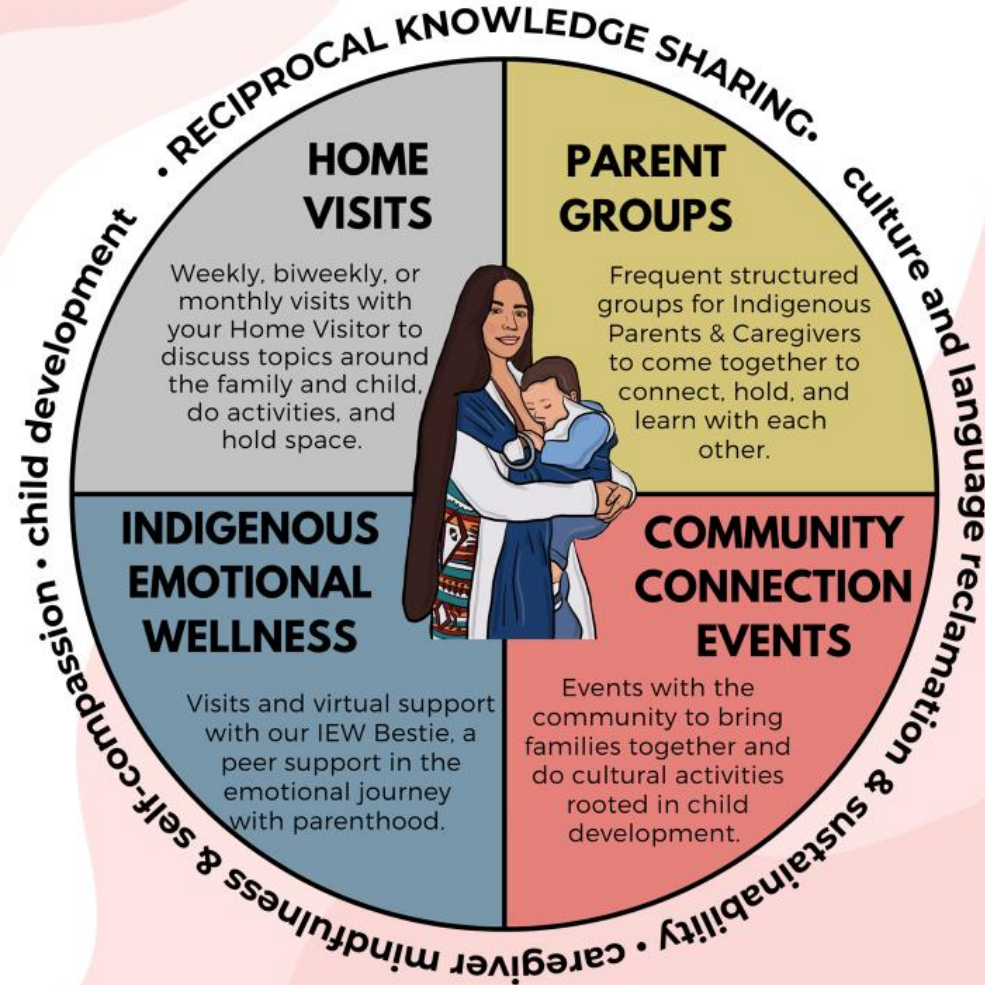 • RECIPROCAL KNOWLEDGE SHARING•
culture and language reclamation & sustainability • caregiver mindfulness & self-compassion • child development
HOME
VISITS
Weekly, biweekly, or
monthly visits with
your Home Visitor to
discuss topics around
the family and child,
do activities, and
hold space.
PARENT
GROUPS
Frequent structured
groups for Indigenous
Parents & Caregivers
to come together to
connect, hold, and
learn with each
other.
INDIGENOUS
EMOTIONAL
WELLNESS
Visits and virtual support
with our IEW Bestie, a
peer support in the
emotional journey
with parenthood.
COMMUNITY
CONNECTION
EVENTS
Events with the
community to bring
families together and
do cultural activities
rooted in child
development.